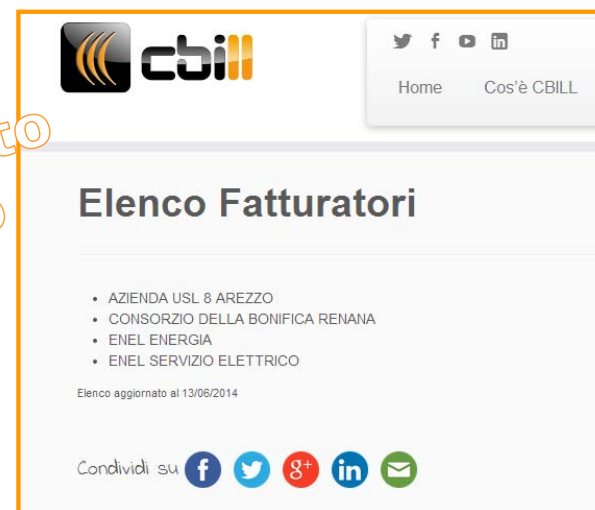 cbill
Home Cos'è CBILL
Elenco Fatturatori
AZIENDA USL 8 AREZZO
CONSORZIO DELLA BONIFICA RENANA
ENEL ENERGIA
ENEL SERVIZIO ELETTRICO
Elenco aggiornato al 13/06/2014
Condividi su